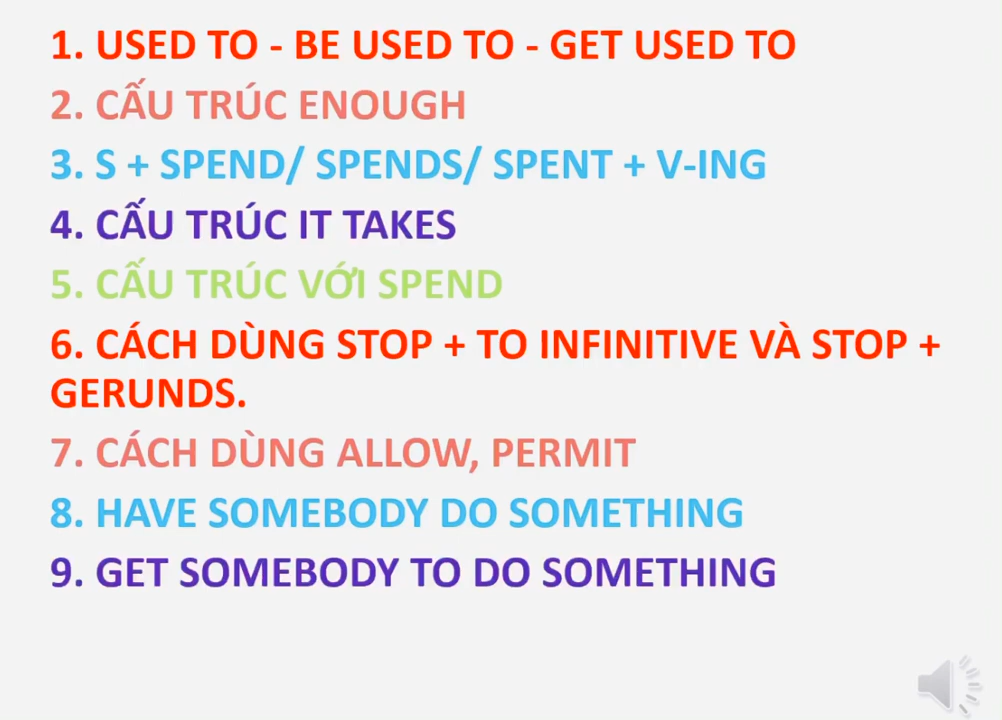 1. USED TO - BE USED TO - GET USED TO
2. CẤU TRÚC ENOUGH
3. S + SPEND/ SPENDS/ SPENT + V-ING
4. CẤU TRÚC IT TAKES
5. CẤU TRÚC VỚI SPEND
6. CÁCH DÙNG STOP + TO INFINITIVE VÀ STOP +
GERUNDS.
7. CÁCH DÙNG ALLOW, PERMIT
8. HAVE SOMEBODY DO SOMETHING
9. GET SOMEBODY TO DO SOMETHING